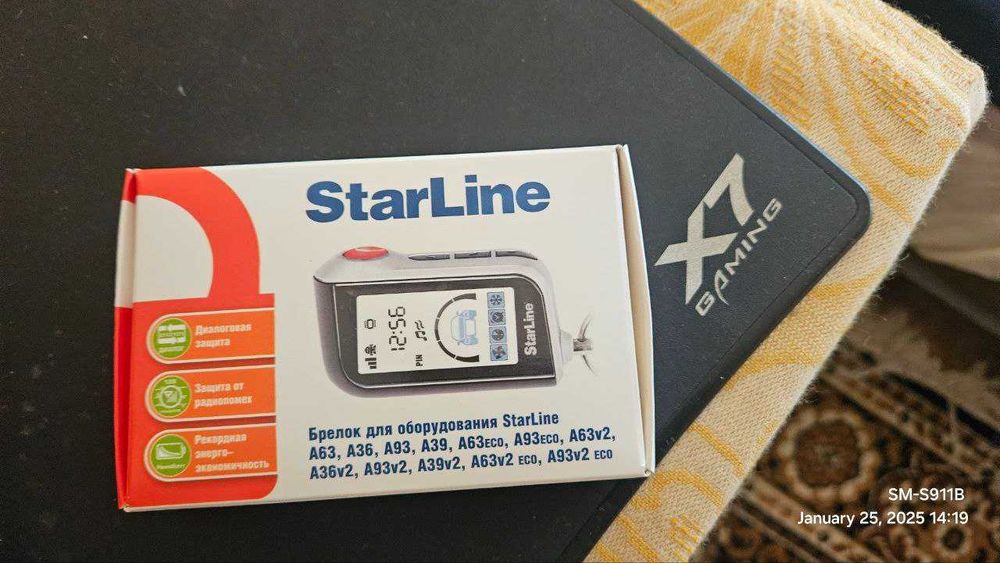 StarLine
12:56
PIN
StarLine
Диалоговая
защита
Защита от
радиопомех
Рекордная
энерго-
экономичность
Брелок для оборудования StarLine
A63, A36, A93, A39, A63ECO, A93ECO, A63v2,
A36v2, A93v2, A39v2, A63v2 ECO, A93v2 ECO
X7
GAMING
SM-S911B
January 25, 2025 14:19